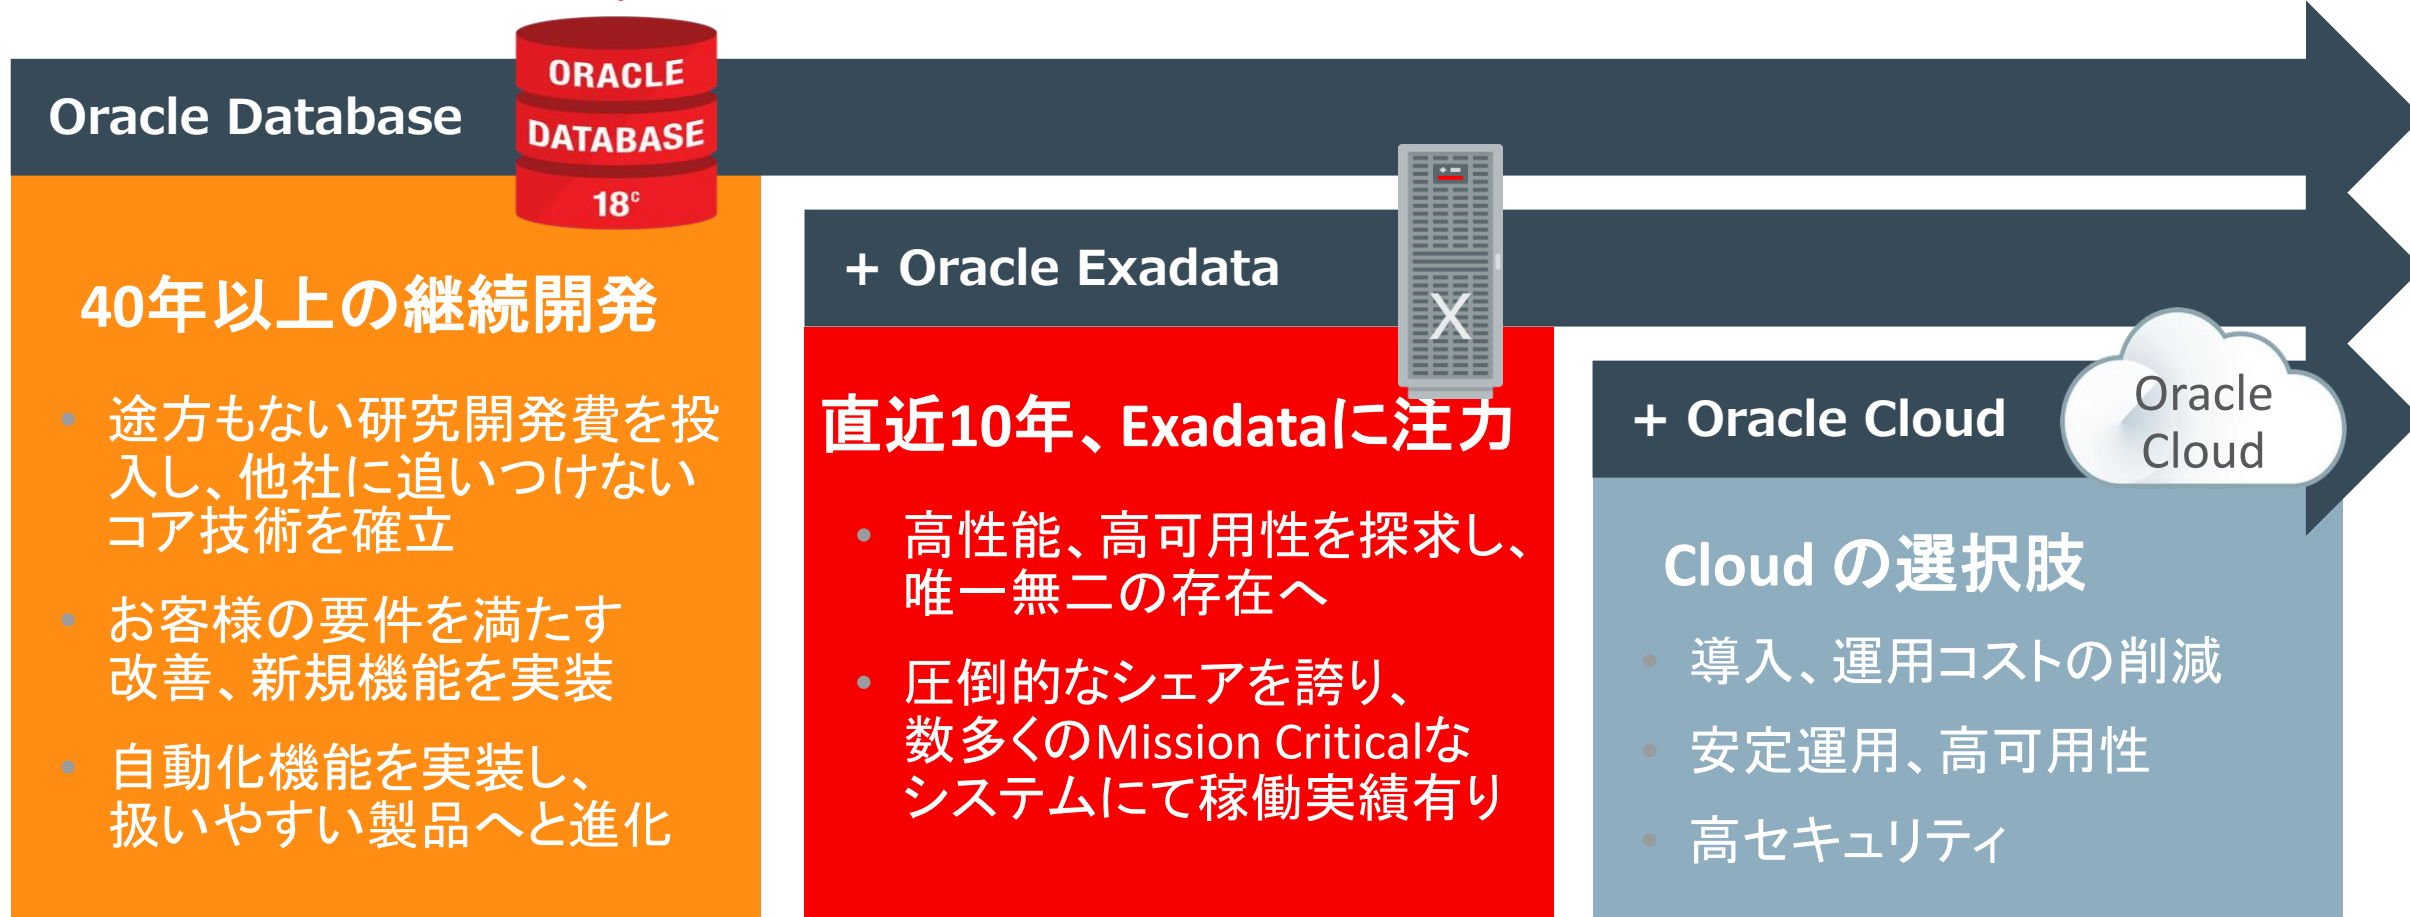 Oracle Database
ORACLE
DATABASE
18c
40年以上の継続開発
• 途方もない研究開発費を投
入し、他社に追いつけない
コア技術を確立
• お客様の要件を満たす
改善、新規機能を実装
• 自動化機能を実装し、
扱いやすい製品へと進化
+ Oracle Exadata
X
直近10年、Exadataに注力
• 高性能、高可用性を探求し、
唯一無二の存在へ
• 圧倒的なシェアを誇り、
数多くのMission Criticalな
システムにて稼働実績有り
+ Oracle Cloud
Oracle
Cloud
Cloud の選択肢
• 導入、運用コストの削減
• 安定運用、高可用性
• 高セキュリティ